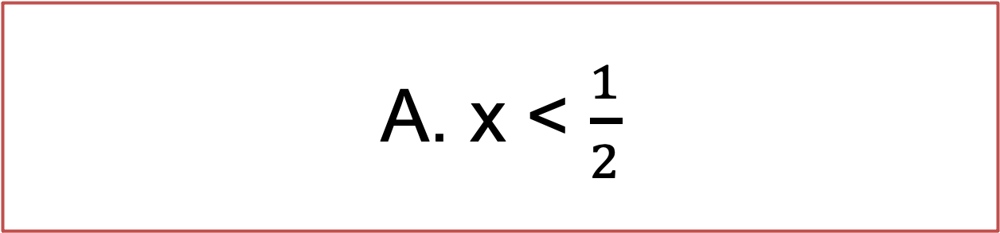 A. x < 1/2